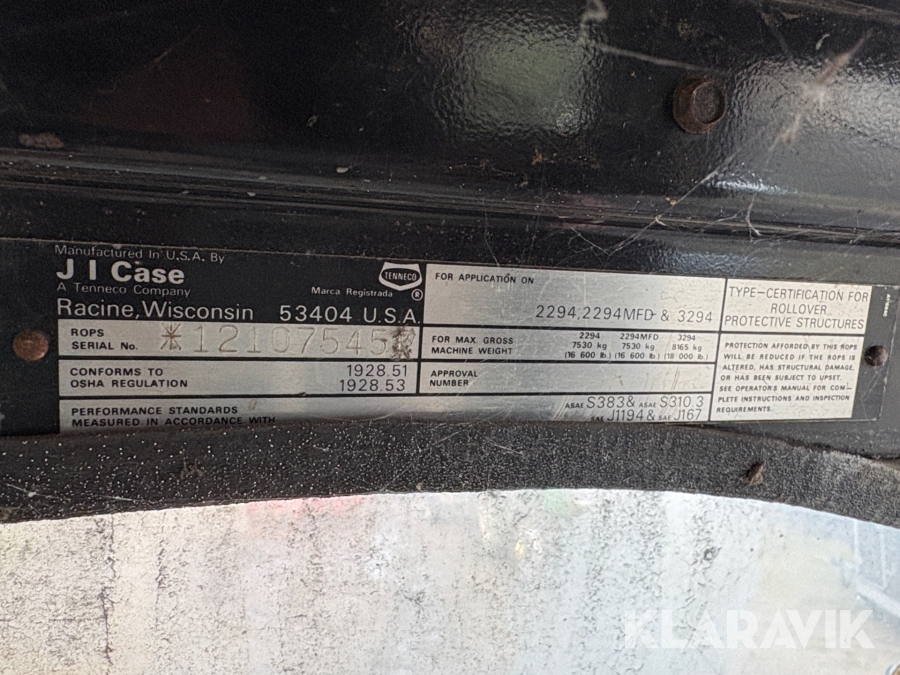 Manufactured In U.S.A. By
J I Case
A Tenneco Company
Racine, Wisconsin 53404 U.S.A.
TENNECO
Marca Registrada ®
ROPS
SERIAL No. *12107545*
CONFORMS TO
OSHA REGULATION
1928.51
1928.53
PERFORMANCE STANDARDS
MEASURED IN ACCORDANCE WITH
ASAE S383 & ASAE S310.3
SAE J1194 & SAE J167
FOR APPLICATION ON
2294, 2294MFD & 3294
FOR MAX. GROSS
MACHINE WEIGHT
2294 2294MFD 3294
7530 kg 7530 kg 8165 kg
(16 600 lb) (16 600 lb) (18 000 lb)
APPROVAL
NUMBER
TYPE-CERTIFICATION FOR
ROLLOVER
PROTECTIVE STRUCTURES
PROTECTION AFFORDED BY THIS ROPS
WILL BE REDUCED IF THE ROPS IS
ALTERED, HAS STRUCTURAL DAMAGE,
OR HAS BEEN SUBJECT TO UPSET.
SEE OPERATOR'S MANUAL FOR COM-
PLETE INSTRUCTIONS AND INSPECTION
REQUIREMENTS.
KLARAVIK